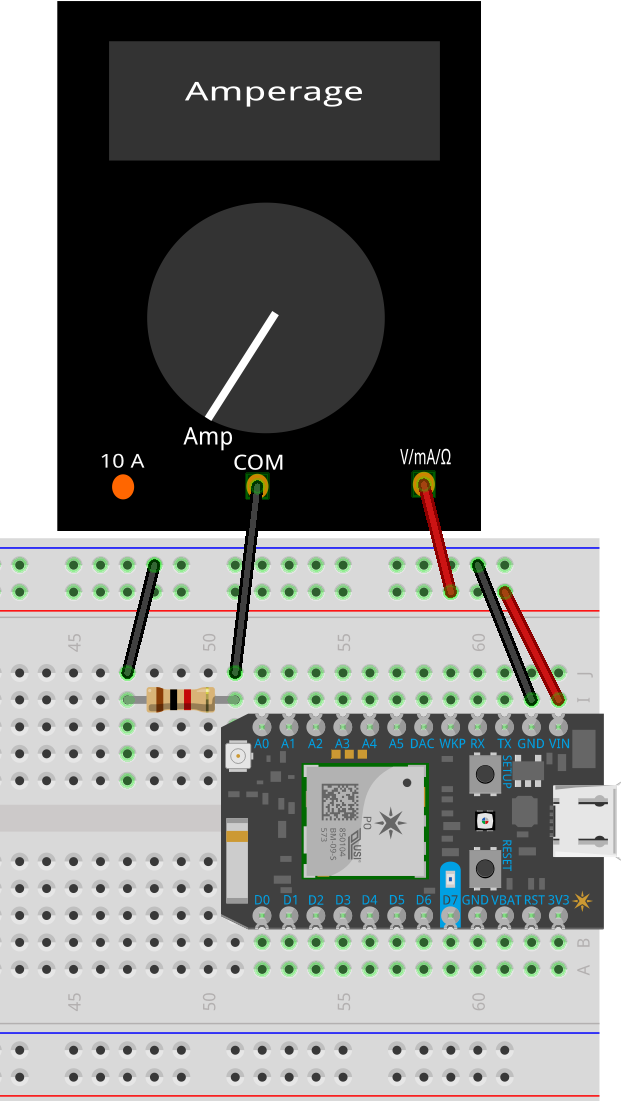 Amperage
Amp
10 A
COM
V/mA/Ω
45 50 55 60
J
I
A0 A1 A2 A3 A4 A5 DAC WKP RX TX GND VIN
SETUP
P0
USI
850104
BM-09-S
573
RESET
D0 D1 D2 D3 D4 D5 D6 D7 GND VBAT RST 3V3
B
A
45 50 55 60